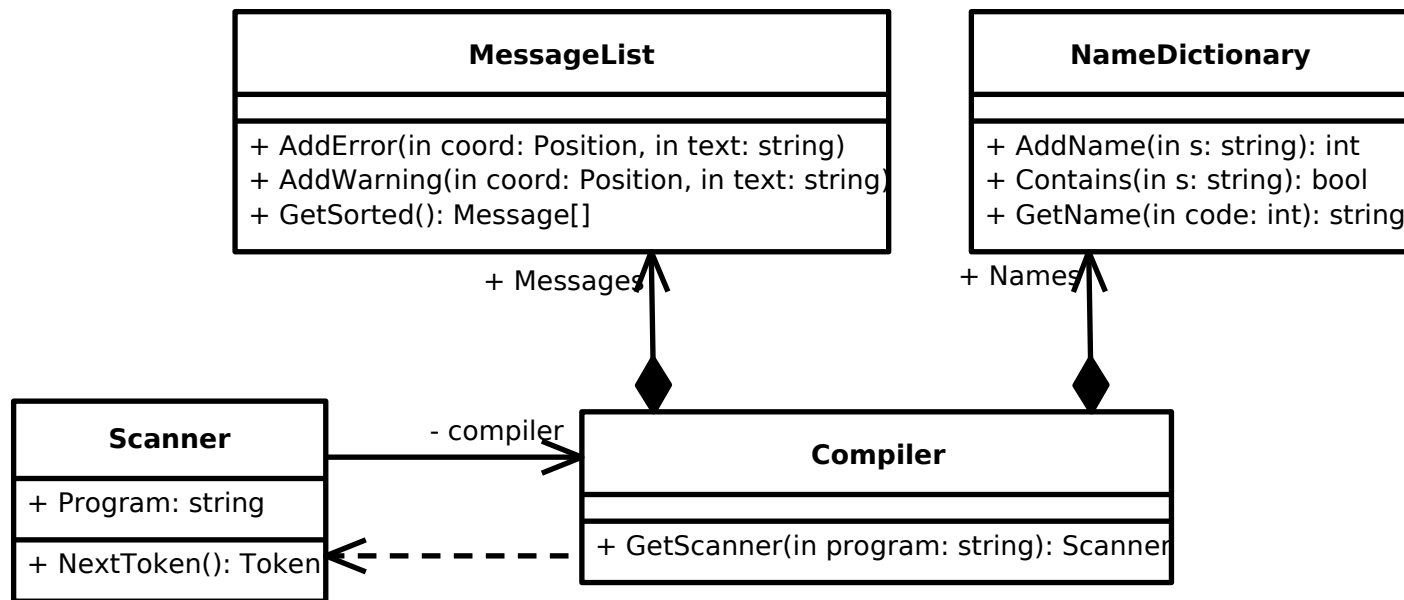 MessageList
+ AddError(in coord: Position, in text: string)
+ AddWarning(in coord: Position, in text: string)
+ GetSorted(): Message[]
NameDictionary
+ AddName(in s: string): int
+ Contains(in s: string): bool
+ GetName(in code: int): string
+ Messages
+ Names
Scanner
+ Program: string
+ NextToken(): Token
- compiler
Compiler
+ GetScanner(in program: string): Scanner